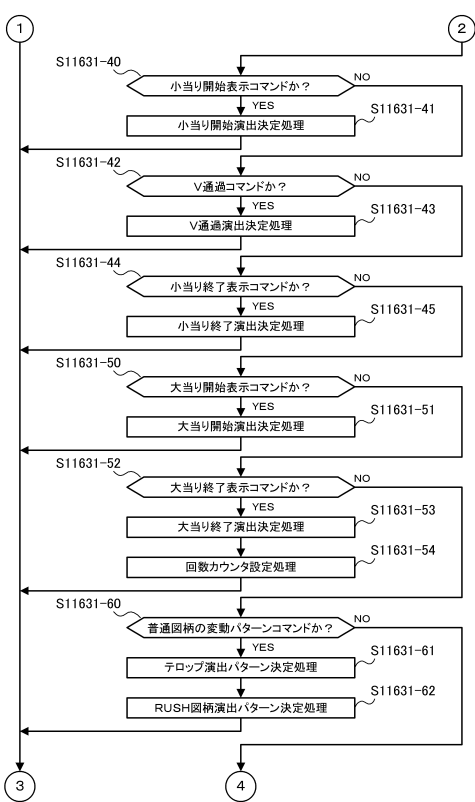 1
2
S11631-40
小当り開始表示コマンドか？
NO
YES
S11631-41
小当り開始演出決定処理
S11631-42
V通過コマンドか？
NO
YES
S11631-43
V通過演出決定処理
S11631-44
小当り終了表示コマンドか？
NO
YES
S11631-45
小当り終了演出決定処理
S11631-50
大当り開始表示コマンドか？
NO
YES
S11631-51
大当り開始演出決定処理
S11631-52
大当り終了表示コマンドか？
NO
YES
S11631-53
大当り終了演出決定処理
S11631-54
回数カウンタ設定処理
S11631-60
普通図柄の変動パターンコマンドか？
NO
YES
S11631-61
テロップ演出パターン決定処理
S11631-62
RUSH図柄演出パターン決定処理
3
4